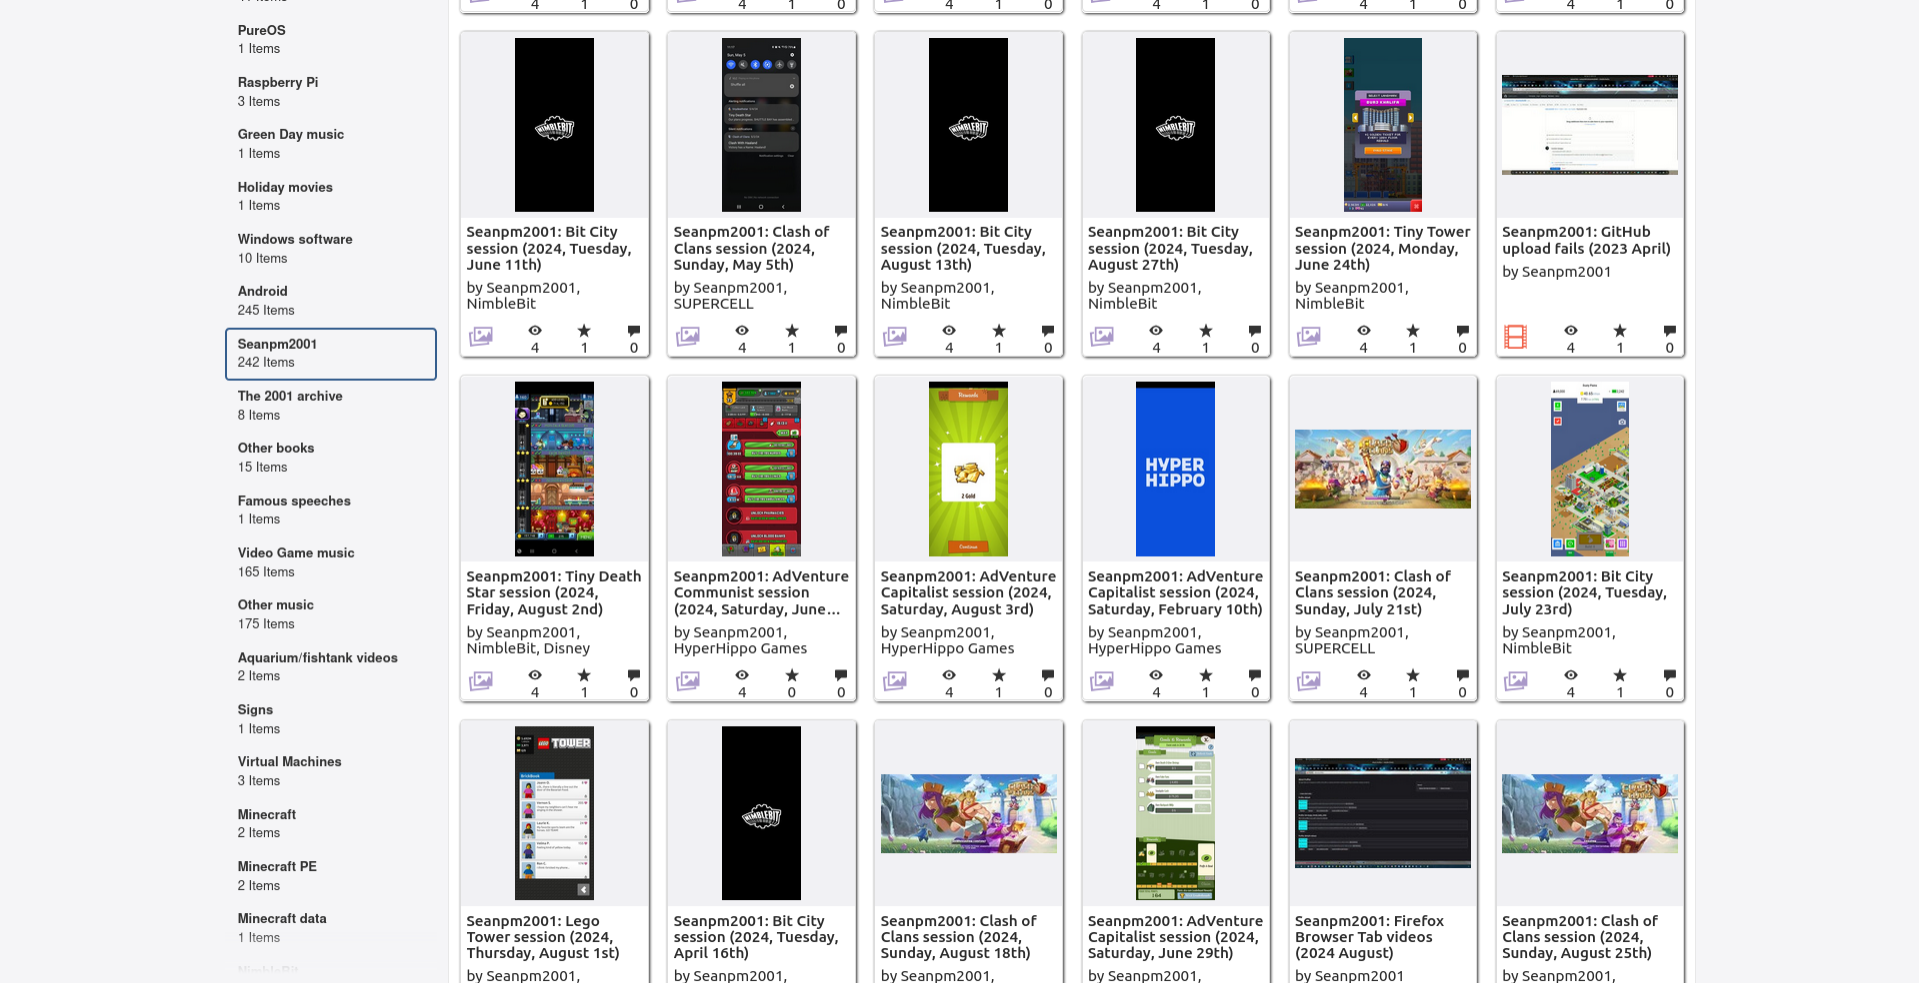 PureOS
1 Items
Raspberry Pi
3 Items
Green Day music
1 Items
Holiday movies
1 Items
Windows software
10 Items
Android
245 Items
Seanpm2001
242 Items
The 2001 archive
8 Items
Other books
15 Items
Famous speeches
1 Items
Video Game music
165 Items
Other music
175 Items
Aquarium/fishtank videos
2 Items
Signs
1 Items
Virtual Machines
3 Items
Minecraft
2 Items
Minecraft PE
2 Items
Minecraft data
1 Items
4 1 0
4 1 0
4 1 0
4 1 0
4 1 0
4 1 0
NIMBLEBIT
Seanpm2001: Bit City
session (2024, Tuesday,
June 11th)
by Seanpm2001,
NimbleBit
4 1 0
Seanpm2001: Clash of
Clans session (2024,
Sunday, May 5th)
by Seanpm2001,
SUPERCELL
4 1 0
NIMBLEBIT
Seanpm2001: Bit City
session (2024, Tuesday,
August 13th)
by Seanpm2001,
NimbleBit
4 1 0
NIMBLEBIT
Seanpm2001: Bit City
session (2024, Tuesday,
August 27th)
by Seanpm2001,
NimbleBit
4 1 0
Seanpm2001: Tiny Tower
session (2024, Monday,
June 24th)
by Seanpm2001,
NimbleBit
4 1 0
Seanpm2001: GitHub
upload fails (2023 April)
by Seanpm2001
4 1 0
Seanpm2001: Tiny Death
Star session (2024,
Friday, August 2nd)
by Seanpm2001,
NimbleBit, Disney
4 1 0
Seanpm2001: AdVenture
Communist session
(2024, Saturday, June...
by Seanpm2001,
HyperHippo Games
4 0 0
Rewards
2 Gold
Continue
Seanpm2001: AdVenture
Capitalist session (2024,
Saturday, August 3rd)
by Seanpm2001,
HyperHippo Games
4 1 0
HYPER
HIPPO
Seanpm2001: AdVenture
Capitalist session (2024,
Saturday, February 10th)
by Seanpm2001,
HyperHippo Games
4 1 0
Seanpm2001: Clash of
Clans session (2024,
Sunday, July 21st)
by Seanpm2001,
SUPERCELL
4 1 0
Seanpm2001: Bit City
session (2024, Tuesday,
July 23rd)
by Seanpm2001,
NimbleBit
4 1 0
LEGO TOWER
Seanpm2001: Lego
Tower session (2024,
Thursday, August 1st)
by Seanpm2001,
NIMBLEBIT
Seanpm2001: Bit City
session (2024, Tuesday,
April 16th)
by Seanpm2001,
Seanpm2001: Clash of
Clans session (2024,
Sunday, August 18th)
by Seanpm2001,
Seanpm2001: AdVenture
Capitalist session (2024,
Saturday, June 29th)
by Seanpm2001,
Seanpm2001: Firefox
Browser Tab videos
(2024 August)
by Seanpm2001
Seanpm2001: Clash of
Clans session (2024,
Sunday, August 25th)
by Seanpm2001,